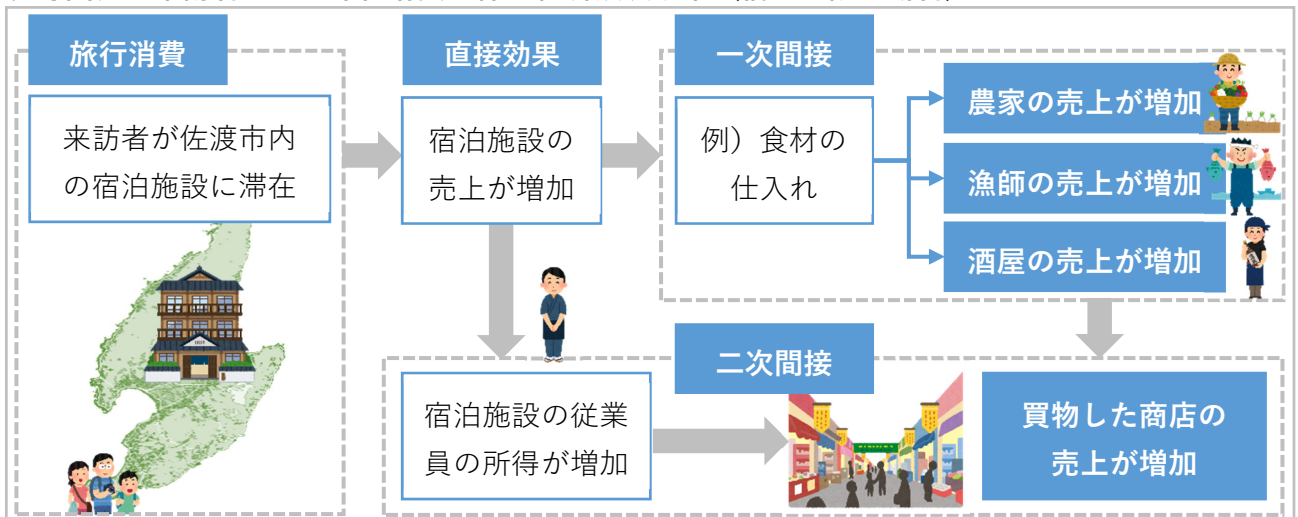 旅行消費
来訪者が佐渡市内
の宿泊施設に滞在
直接効果
宿泊施設の
売上が増加
一次間接
例）食材の
仕入れ
農家の売上が増加
漁師の売上が増加
酒屋の売上が増加
二次間接
宿泊施設の従業
員の所得が増加
買物した商店の
売上が増加